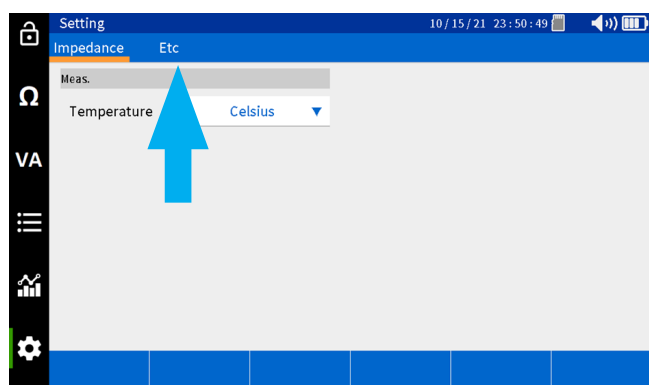 Setting 10/15/21 23:50:49
Impedance Etc
Meas.
Ω
Temperature Celsius
VA